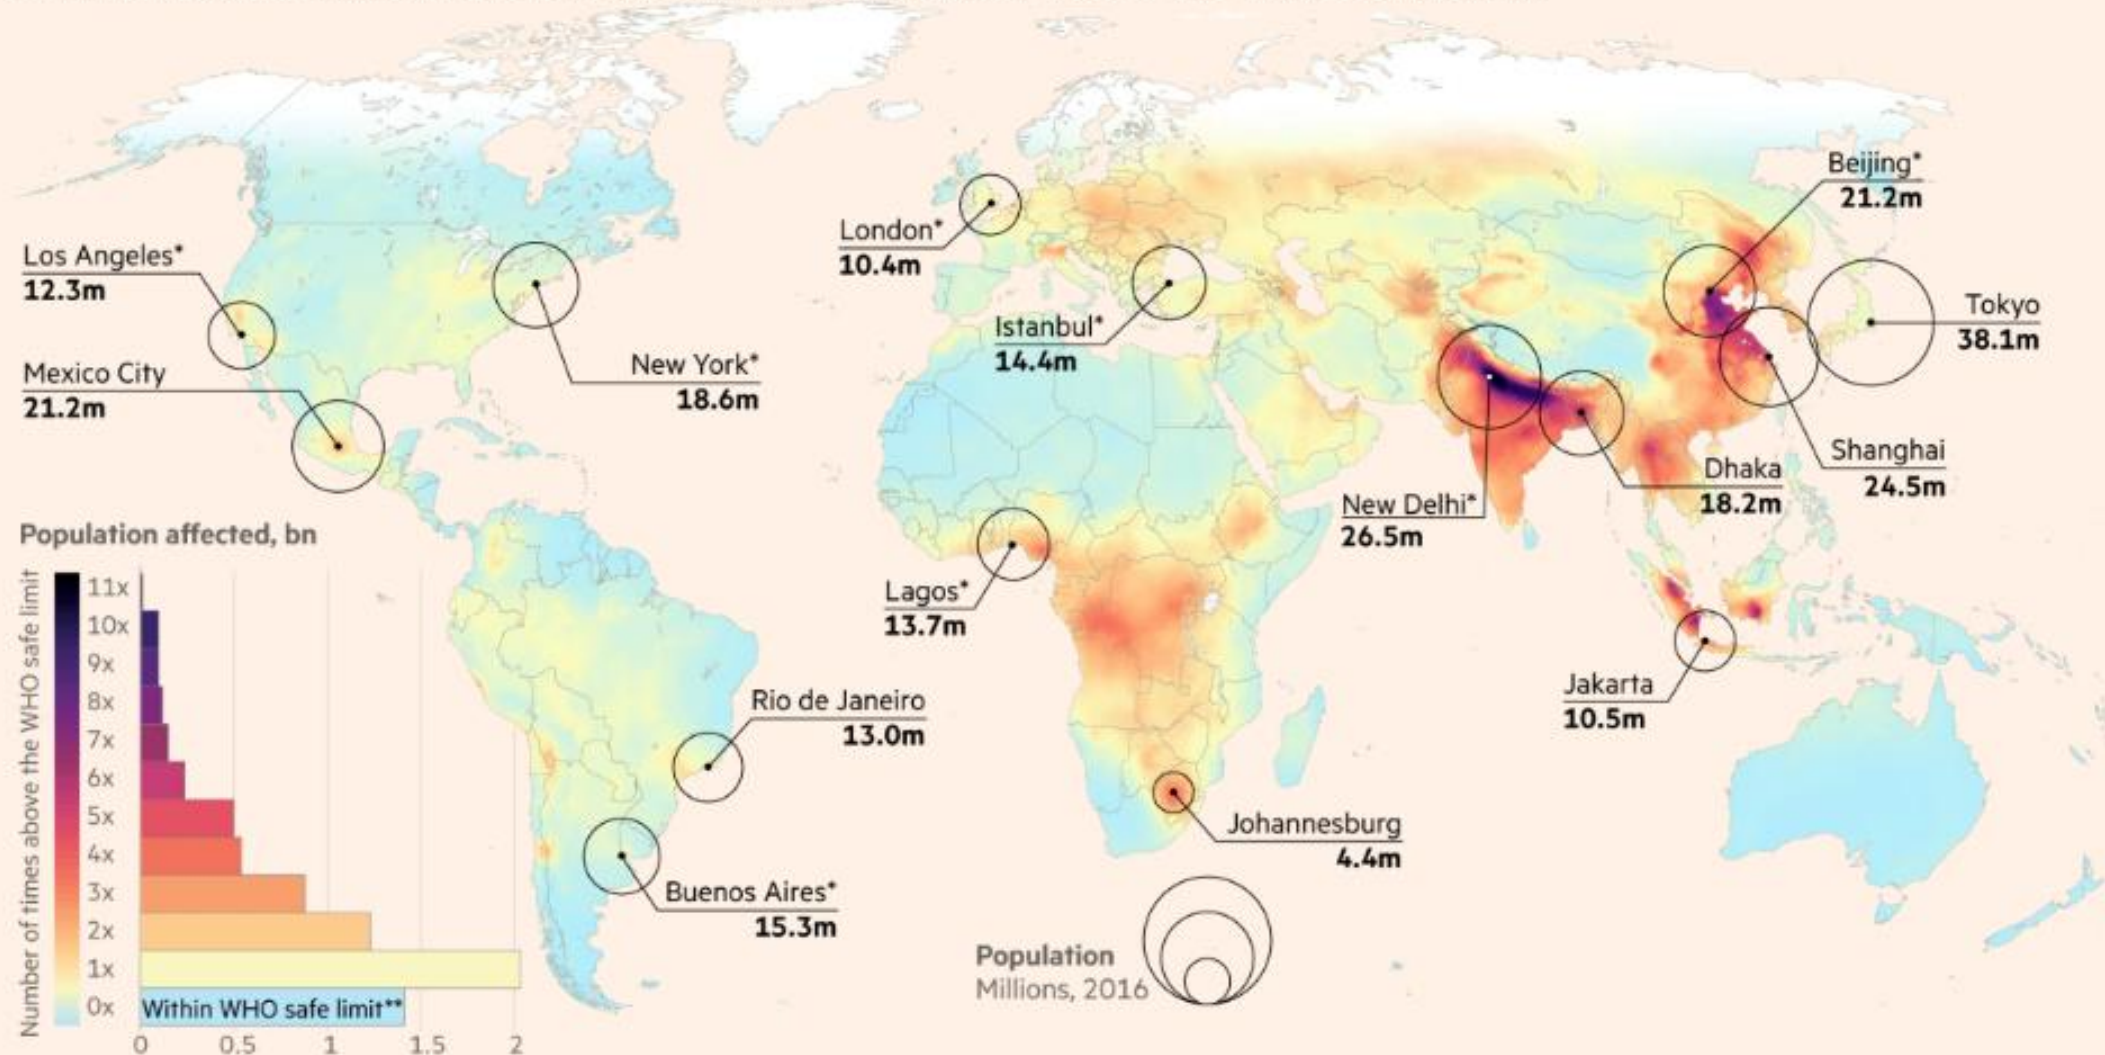 Beijing*
21.2m
London*
10.4m
Los Angeles*
12.3m
Tokyo
38.1m
Istanbul*
14.4m
New York*
18.6m
Mexico City
21.2m
Shanghai
24.5m
Dhaka
18.2m
New Delhi*
26.5m
Population affected, bn
Number of times above the WHO safe limit
11x
10x
9x
8x
7x
6x
5x
4x
3x
2x
1x
0x
Within WHO safe limit**
0
0.5
1
1.5
2
Lagos*
13.7m
Jakarta
10.5m
Rio de Janeiro
13.0m
Johannesburg
4.4m
Buenos Aires*
15.3m
Population
Millions, 2016